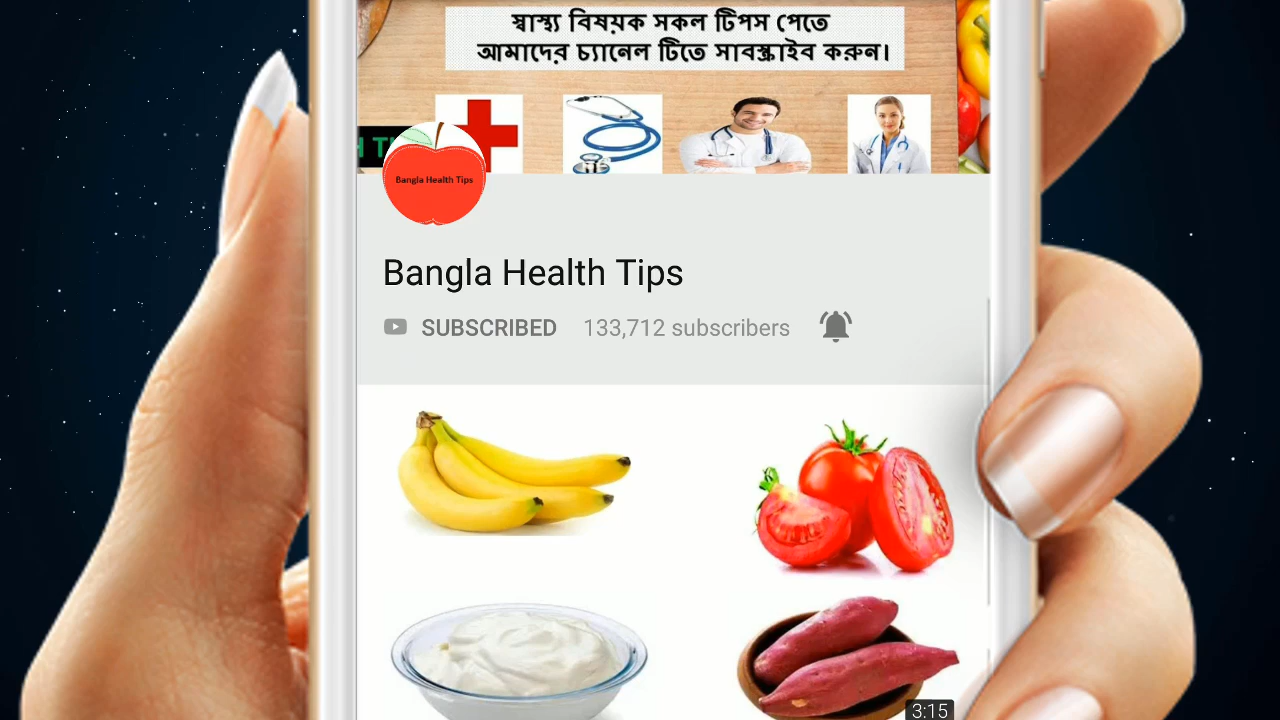 স্বাস্থ্য বিষয়ক সকল টিপস পেতে
আমাদের চ্যানেল টিতে সাবস্ক্রাইব করুন।
H T
Bangla Health Tips
Bangla Health Tips
SUBSCRIBED 133,712 subscribers
3:15